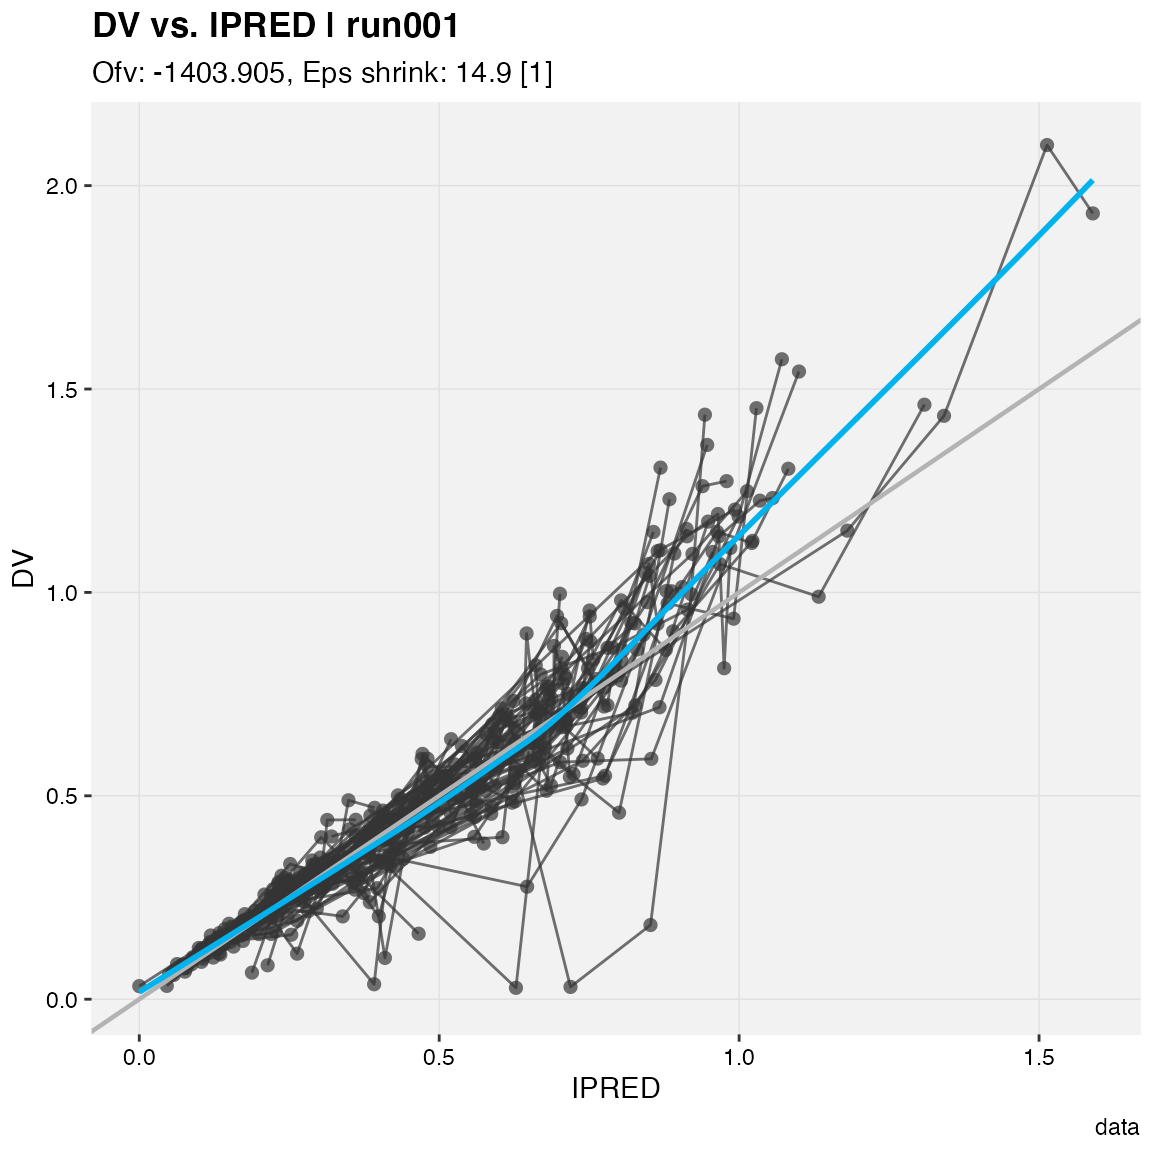 DV vs. IPRED | run001
Ofv: -1403.905, Eps shrink: 14.9 [1]
2.0
1.5
1.0
0.5
0.0
DV
0.0 0.5 1.0 1.5
IPRED
data